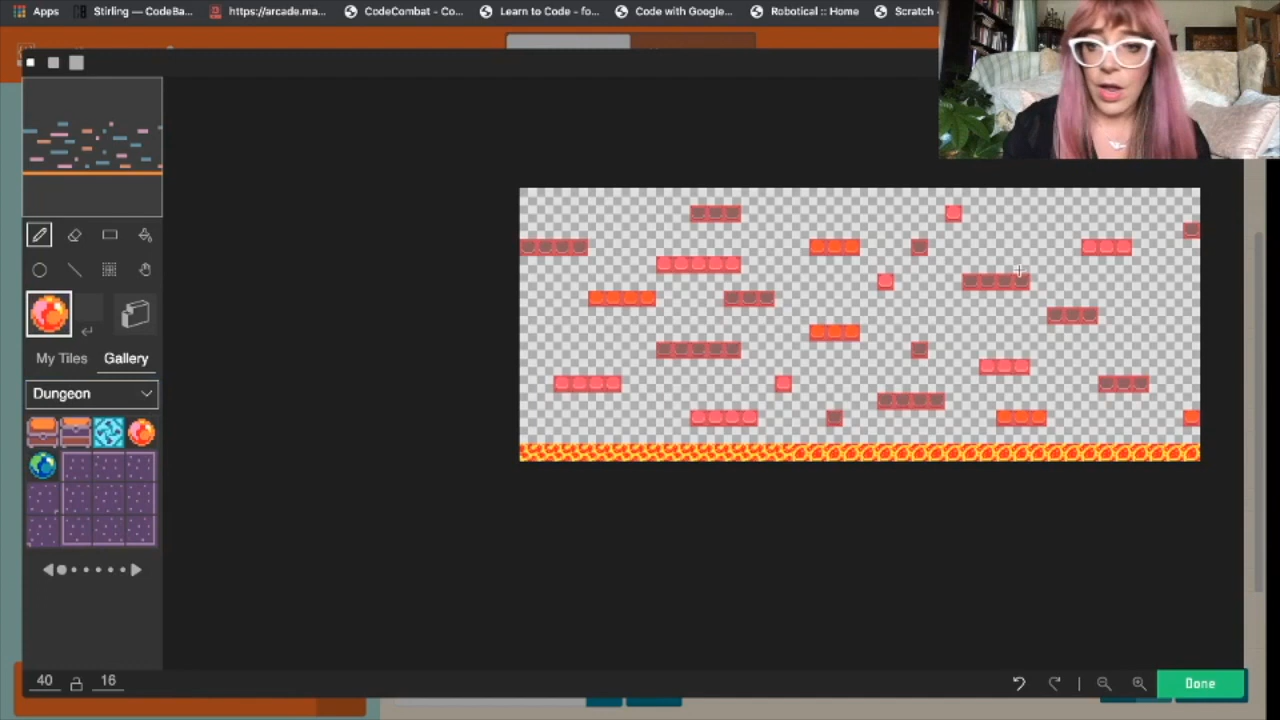 Apps
Stirling — CodeBa...
https://arcade.ma...
CodeCombat - Co...
Learn to Code - fo...
Code with Google...
Robotical :: Home
Scratch -
My Tiles
Gallery
Dungeon
40
16
Done